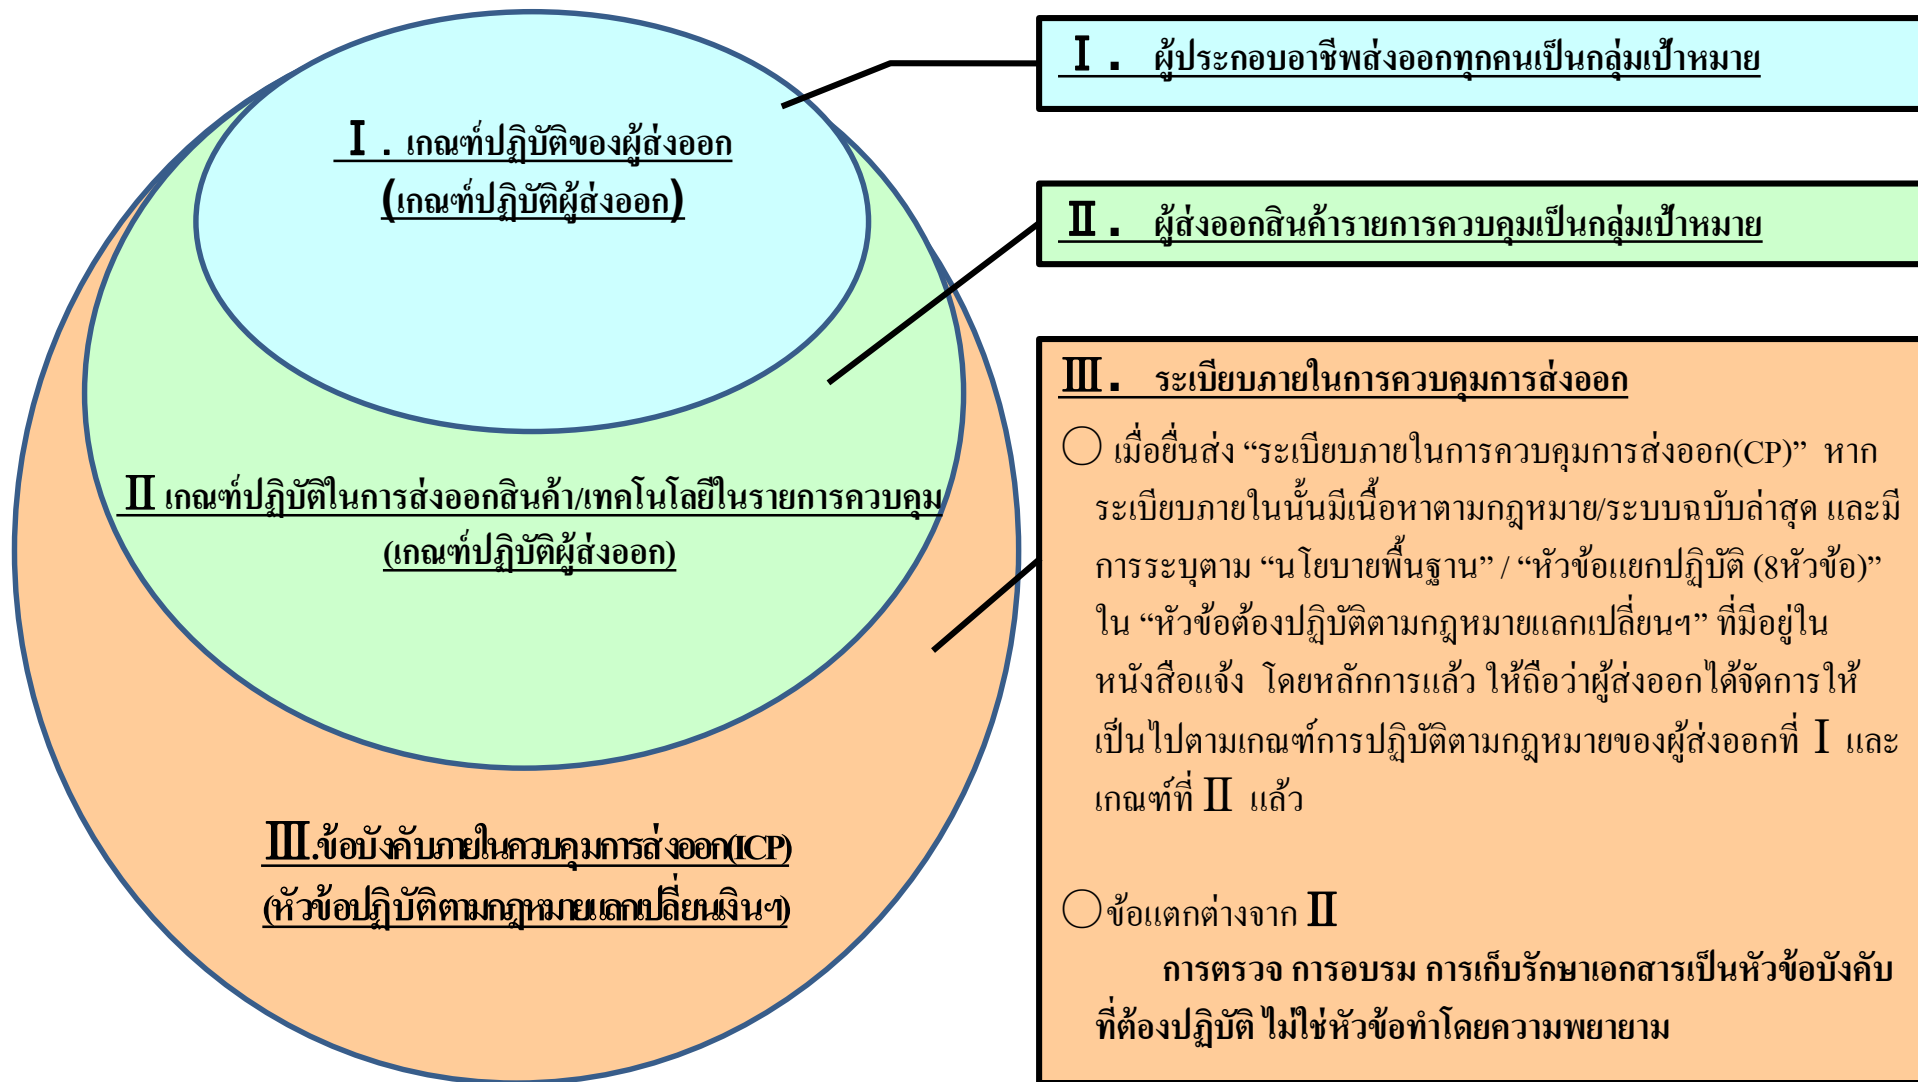 Ⅰ. เกณฑ์ปฏิบัติของผู้ส่งออก
(เกณฑ์ปฏิบัติผู้ส่งออก)
Ⅱ เกณฑ์ปฏิบัติในการส่งออกสินค้า/เทคโนโลยีในรายการควบคุม
(เกณฑ์ปฏิบัติผู้ส่งออก)
Ⅲ.ข้อบังคับภายในควบคุมการส่งออก(ICP)
(หัวข้อปฏิบัติตามกฎหมายแลกเปลี่ยนเงินฯ)
Ⅰ. ผู้ประกอบอาชีพส่งออกทุกคนเป็นกลุ่มเป้าหมาย
Ⅱ. ผู้ส่งออกสินค้ารายการควบคุมเป็นกลุ่มเป้าหมาย
Ⅲ. ระเบียบภายในการควบคุมการส่งออก
○ เมื่อยื่นส่ง “ระเบียบภายในการควบคุมการส่งออก(CP)” หาก
ระเบียบภายในนั้นมีเนื้อหาตามกฎหมาย/ระบบฉบับล่าสุด และมี
การระบุตาม “นโยบายพื้นฐาน” / “หัวข้อแยกปฏิบัติ (8หัวข้อ)”
ใน “หัวข้อต้องปฏิบัติตามกฎหมายแลกเปลี่ยนฯ” ที่มีอยู่ใน
หนังสือแจ้ง โดยหลักการแล้ว ให้ถือว่าผู้ส่งออกได้จัดการให้
เป็นไปตามเกณฑ์การปฏิบัติตามกฎหมายของผู้ส่งออกที่ Ⅰ และ
เกณฑ์ที่ Ⅱ แล้ว
○ ข้อแตกต่างจาก Ⅱ
การตรวจ การอบรม การเก็บรักษาเอกสารเป็นหัวข้อบังคับ
ที่ต้องปฏิบัติ ไม่ใช่หัวข้อทำโดยความพยายาม